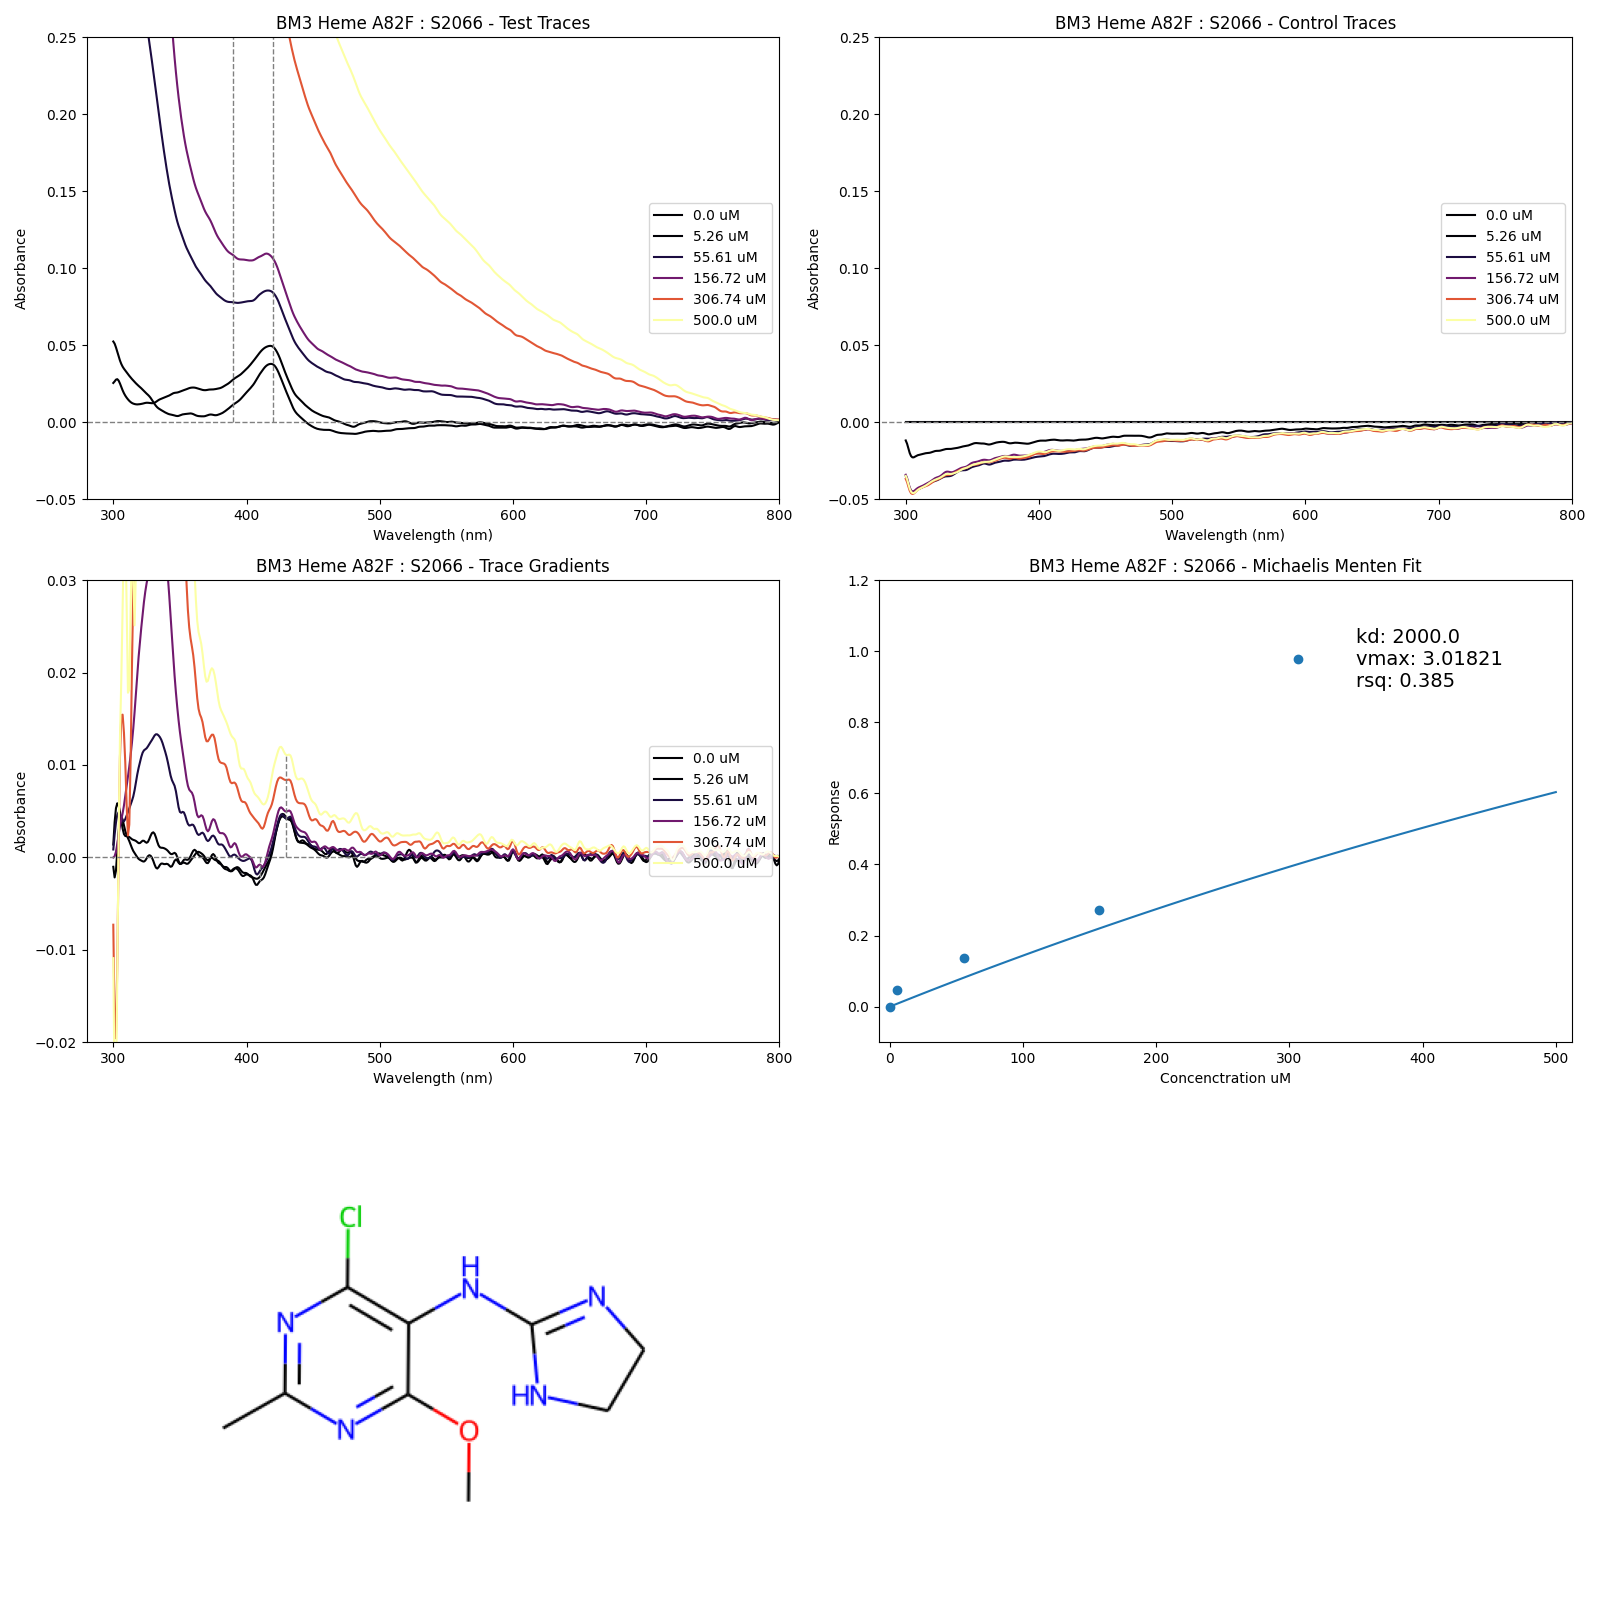 BM3 Heme A82F : S2066 - Test Traces
Absorbance
0.25
0.20
0.15
0.10
0.05
0.00
−0.05
300 400 500 600 700 800
Wavelength (nm)
0.0 uM
5.26 uM
55.61 uM
156.72 uM
306.74 uM
500.0 uM
BM3 Heme A82F : S2066 - Control Traces
Absorbance
0.25
0.20
0.15
0.10
0.05
0.00
−0.05
300 400 500 600 700 800
Wavelength (nm)
0.0 uM
5.26 uM
55.61 uM
156.72 uM
306.74 uM
500.0 uM
BM3 Heme A82F : S2066 - Trace Gradients
Absorbance
0.03
0.02
0.01
0.00
−0.01
−0.02
300 400 500 600 700 800
Wavelength (nm)
0.0 uM
5.26 uM
55.61 uM
156.72 uM
306.74 uM
500.0 uM
BM3 Heme A82F : S2066 - Michaelis Menten Fit
Response
1.2
1.0
0.8
0.6
0.4
0.2
0.0
0 100 200 300 400 500
Concenctration uM
kd: 2000.0
vmax: 3.01821
rsq: 0.385
Cl
H
N
N
N
HN
N
O